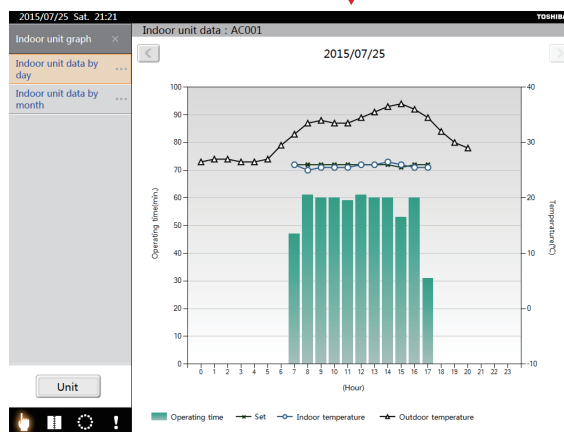 2015/07/25 Sat. 21:21
TOSHIBA
Indoor unit graph ×
Indoor unit data by
day ...
Indoor unit data by
month ...
Unit
!
Indoor unit data : AC001
<
2015/07/25
>
100
90
80
70
60
50
40
30
20
10
0
Operating time(min.)
40
30
20
10
0
-10
Temperature(°C)
0 1 2 3 4 5 6 7 8 9 10 11 12 13 14 15 16 17 18 19 20 21 22 23
(Hour)
Operating time Set Indoor temperature Outdoor temperature